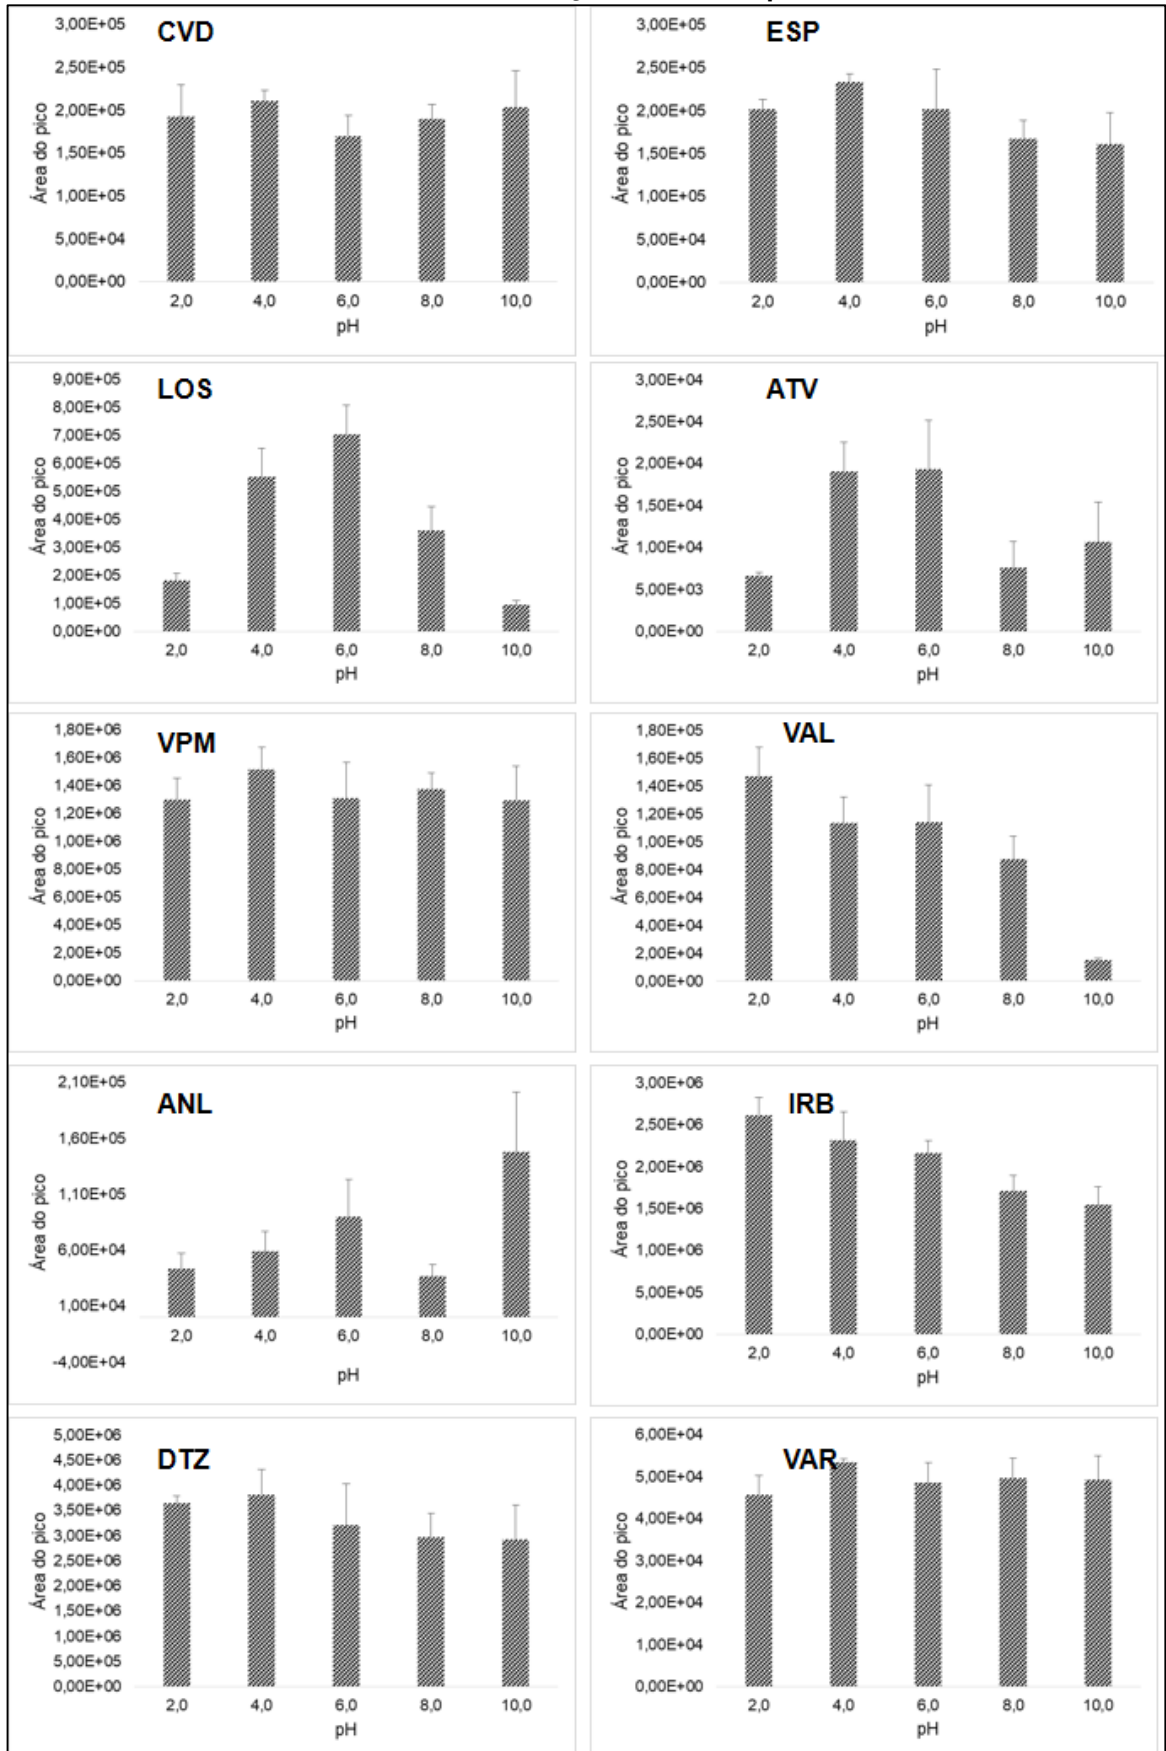 CVD
3,00E+05
2,50E+05
2,00E+05
1,50E+05
1,00E+05
5,00E+04
0,00E+00
Área do pico
2,0 4,0 6,0 8,0 10,0
pH
ESP
3,00E+05
2,50E+05
2,00E+05
1,50E+05
1,00E+05
5,00E+04
0,00E+00
Área do pico
2,0 4,0 6,0 8,0 10,0
pH
LOS
9,00E+05
8,00E+05
7,00E+05
6,00E+05
5,00E+05
4,00E+05
3,00E+05
2,00E+05
1,00E+05
0,00E+00
Área do pico
2,0 4,0 6,0 8,0 10,0
pH
ATV
3,00E+04
2,50E+04
2,00E+04
1,50E+04
1,00E+04
5,00E+03
0,00E+00
Área do pico
2,0 4,0 6,0 8,0 10,0
pH
VPM
1,80E+06
1,60E+06
1,40E+06
1,20E+06
1,00E+06
8,00E+05
6,00E+05
4,00E+05
2,00E+05
0,00E+00
Área do pico
2,0 4,0 6,0 8,0 10,0
pH
VAL
1,80E+05
1,60E+05
1,40E+05
1,20E+05
1,00E+05
8,00E+04
6,00E+04
4,00E+04
2,00E+04
0,00E+00
Área do pico
2,0 4,0 6,0 8,0 10,0
pH
ANL
2,10E+05
1,60E+05
1,10E+05
6,00E+04
1,00E+04
-4,00E+04
Área do pico
2,0 4,0 6,0 8,0 10,0
pH
IRB
3,00E+06
2,50E+06
2,00E+06
1,50E+06
1,00E+06
5,00E+05
0,00E+00
Área do pico
2,0 4,0 6,0 8,0 10,0
pH
DTZ
5,00E+06
4,50E+06
4,00E+06
3,50E+06
3,00E+06
2,50E+06
2,00E+06
1,50E+06
1,00E+06
5,00E+05
0,00E+00
Área do pico
2,0 4,0 6,0 8,0 10,0
pH
VAR
6,00E+04
5,00E+04
4,00E+04
3,00E+04
2,00E+04
1,00E+04
0,00E+00
Área do pico
2,0 4,0 6,0 8,0 10,0
pH